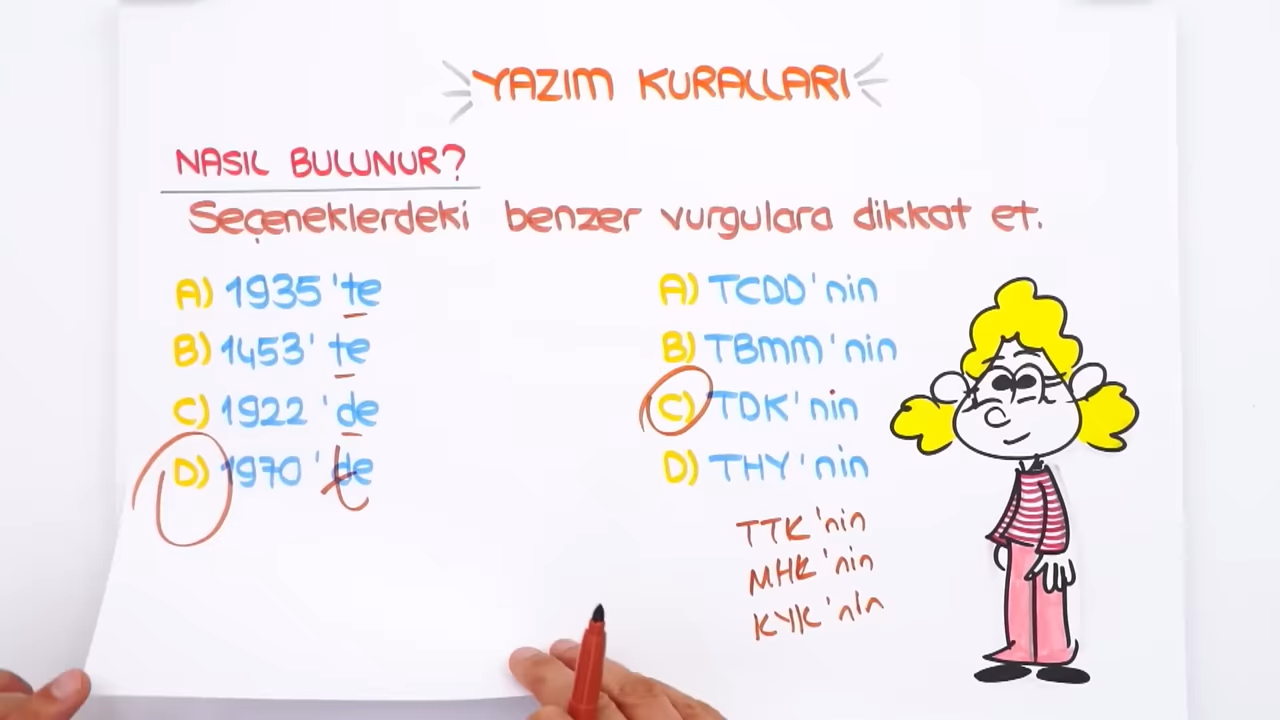 YAZIM KURALLARI
NASIL BULUNUR?
Seçeneklerdeki benzer vurgulara dikkat et.
A) 1935'te
B) 1453'te
C) 1922'de
D) 1970'de
t
A) TCDD'nin
B) TBMM'nin
C) TDK'nin
D) THY'nin
TTK'nin
MHK'nin
KYK'nin